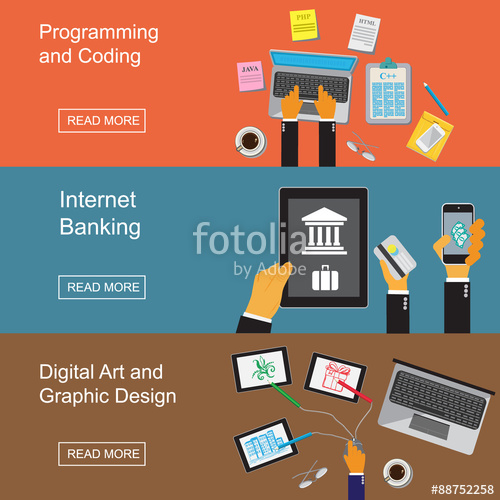 Programming
and Coding
READ MORE
PHP
HTML
JAVA
C++
Internet
Banking
READ MORE
fotolia
by Adobe
Digital Art and
Graphic Design
READ MORE
#88752258